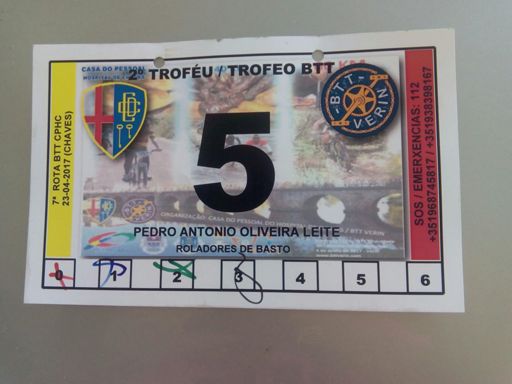 CASA DO PESSOAL
2º TROFÉU / TROFEO BTT
BTT
VERIN
5
PEDRO ANTONIO OLIVEIRA LEITE
ROLADORES DE BASTO
7ª ROTA BTT CPHC
23-04-2017 (CHAVES)
SOS / EMERXENCIAS: 112
+351968745817 / +351938398167
0 1 2 3 4 5 6